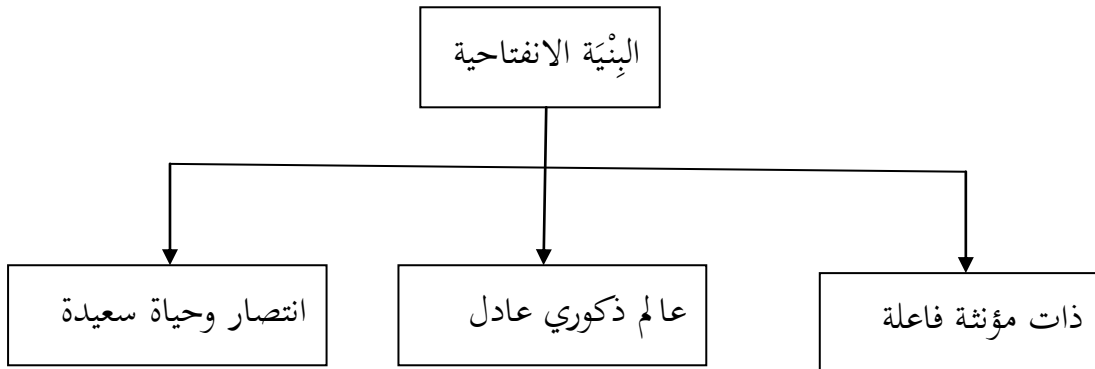 البِنْيَة الانفتاحية
ذات مؤنثة فاعلة
عالم ذكوري عادل
انتصار وحياة سعيدة